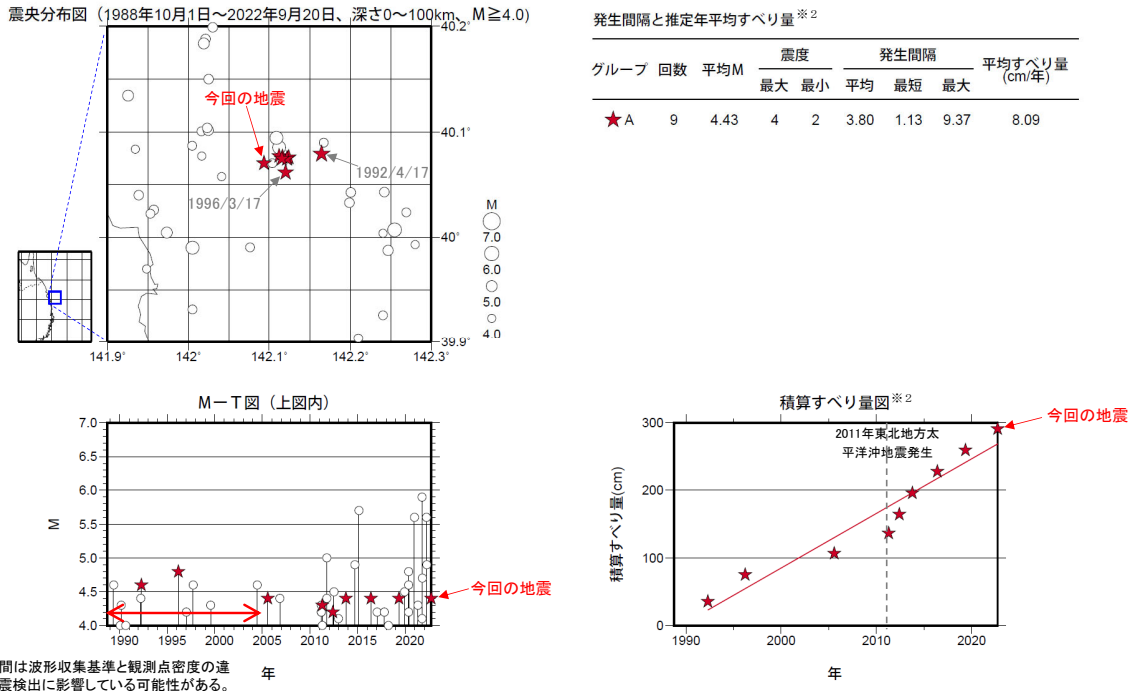 震央分布図（1988年10月1日～2022年9月20日、深さ0～100km、M≧4.0）
40.2°
40.1°
40°
39.9°
141.9°
142°
142.1°
142.2°
142.3°
今回の地震
1992/4/17
1996/3/17
M
7.0
6.0
5.0
4.0
発生間隔と推定年平均すべり量※2
グループ 回数 平均M 震度 発生間隔 平均すべり量
(cm/年)
最大 最小 平均 最短 最大
A 9 4.43 4 2 3.80 1.13 9.37 8.09
M－T図（上図内）
7.0
6.5
6.0
5.5
5.0
4.5
4.0
M
1990 1995 2000 2005 2010 2015 2020
年
今回の地震
間は波形収集基準と観測点密度の違
震検出に影響している可能性がある。
積算すべり量図※2
2011年東北地方太
平洋沖地震発生
今回の地震
積算すべり量(cm)
300
200
100
0
1990 2000 2010 2020
年